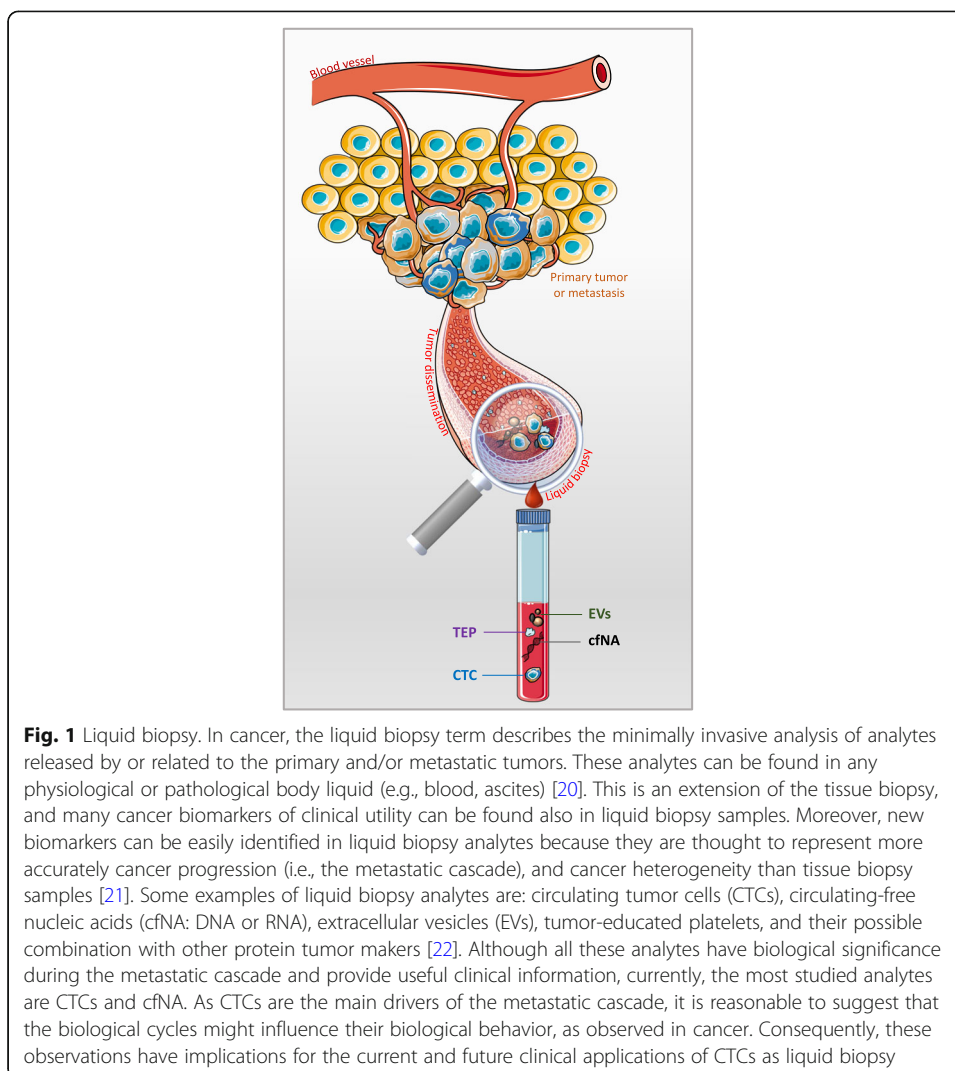 Blood vessel
Primary tumor
or metastasis
Tumor dissemination
Liquid biopsy
EVs
TEP
cfNA
CTC
Fig. 1 Liquid biopsy. In cancer, the liquid biopsy term describes the minimally invasive analysis of analytes
released by or related to the primary and/or metastatic tumors. These analytes can be found in any
physiological or pathological body liquid (e.g., blood, ascites) [20]. This is an extension of the tissue biopsy,
and many cancer biomarkers of clinical utility can be found also in liquid biopsy samples. Moreover, new
biomarkers can be easily identified in liquid biopsy analytes because they are thought to represent more
accurately cancer progression (i.e., the metastatic cascade), and cancer heterogeneity than tissue biopsy
samples [21]. Some examples of liquid biopsy analytes are: circulating tumor cells (CTCs), circulating-free
nucleic acids (cfNA: DNA or RNA), extracellular vesicles (EVs), tumor-educated platelets, and their possible
combination with other protein tumor makers [22]. Although all these analytes have biological significance
during the metastatic cascade and provide useful clinical information, currently, the most studied analytes
are CTCs and cfNA. As CTCs are the main drivers of the metastatic cascade, it is reasonable to suggest that
the biological cycles might influence their biological behavior, as observed in cancer. Consequently, these
observations have implications for the current and future clinical applications of CTCs as liquid biopsy